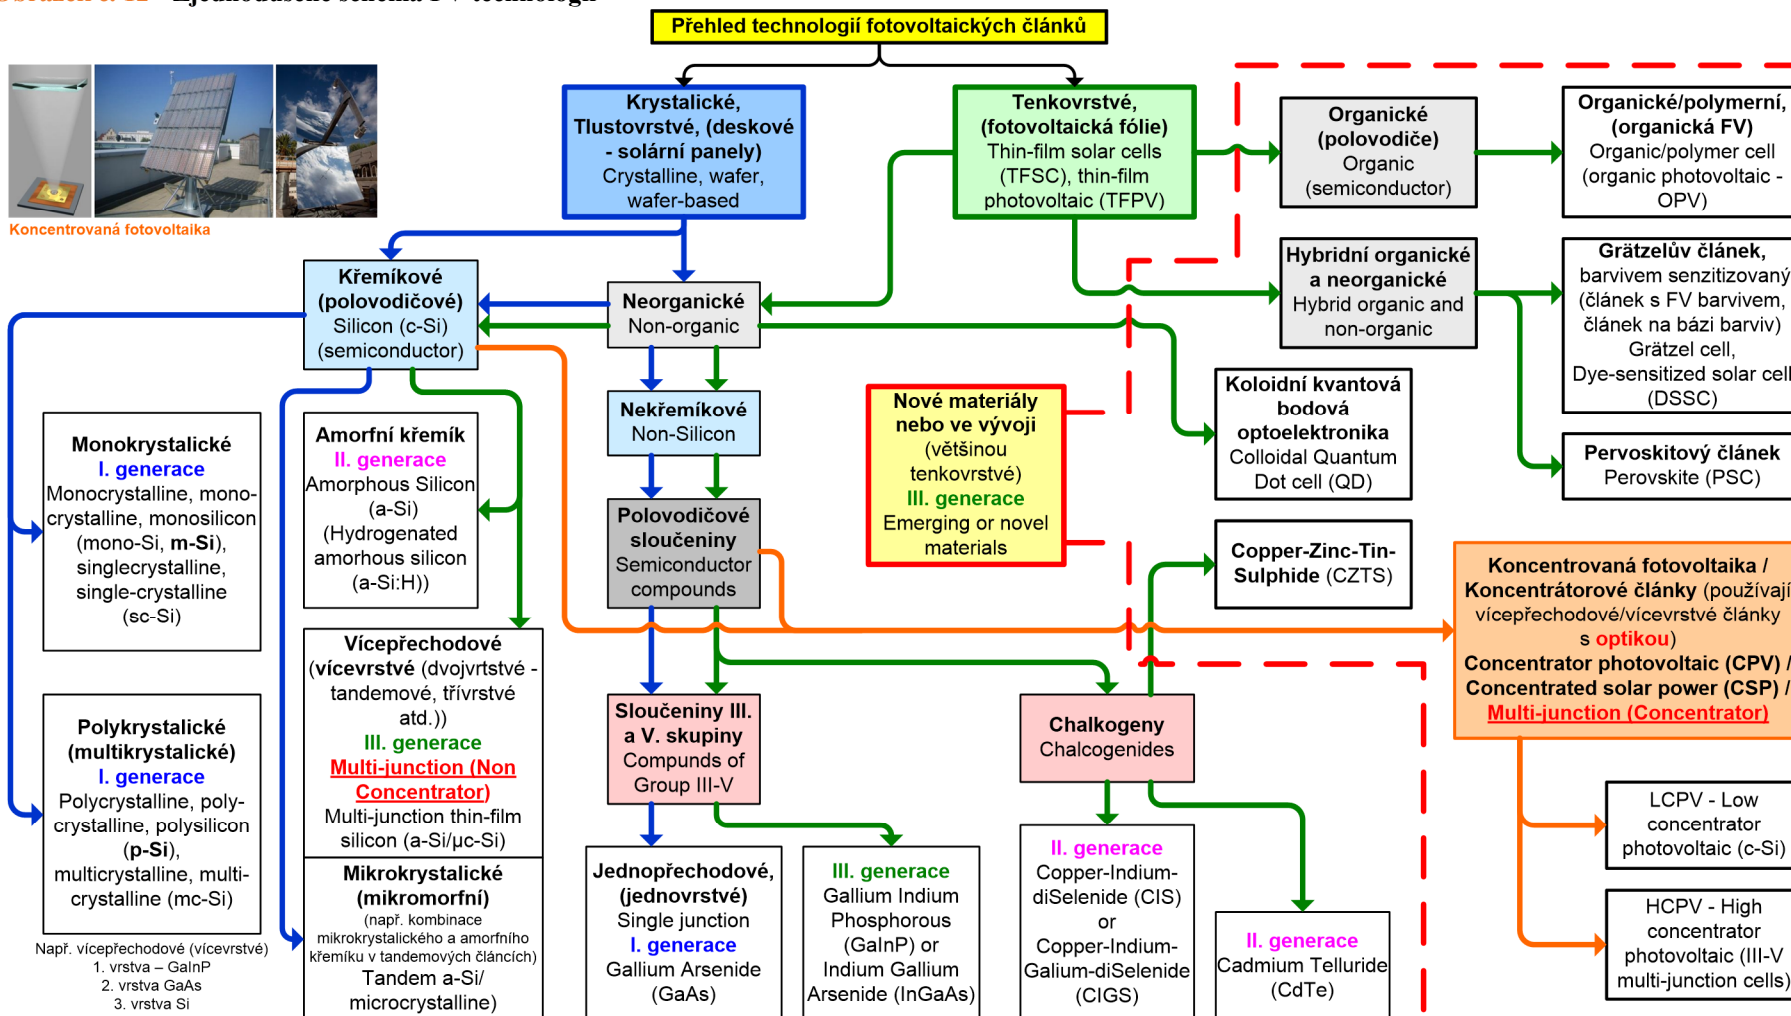 Obrázek č. 12 – Zjednodušené schéma FV technologií
Přehled technologií fotovoltaických článků
Koncentrovaná fotovoltaika
Krystalické,
Tlustovrstvé, (deskové
- solární panely)
Crystalline, wafer,
wafer-based
Tenkovrstvé,
(fotovoltaická fólie)
Thin-film solar cells
(TFSC), thin-film
photovoltaic (TFPV)
Organické
(polovodiče)
Organic
(semiconductor)
Organické/polymerní,
(organická FV)
Organic/polymer cell
(organic photovoltaic -
OPV)
Křemíkové
(polovodičové)
Silicon (c-Si)
(semiconductor)
Neorganické
Non-organic
Hybridní organické
a neorganické
Hybrid organic and
non-organic
Grätzelův článek,
barvivem senzitizovaný
(článek s FV barvivem,
článek na bázi barviv)
Grätzel cell,
Dye-sensitized solar cell
(DSSC)
Nekřemíkové
Non-Silicon
Nové materiály
nebo ve vývoji
(většinou
tenkovrstvé)
III. generace
Emerging or novel
materials
Koloidní kvantová
bodová
optoelektronika
Colloidal Quantum
Dot cell (QD)
Pervoskitový článek
Perovskite (PSC)
Monokrystalické
I. generace
Monocrystalline, mono-
crystalline, monosilicon
(mono-Si, m-Si),
singlecrystalline,
single-crystalline
(sc-Si)
Amorfní křemík
II. generace
Amorphous Silicon
(a-Si)
(Hydrogenated
amorhous silicon
(a-Si:H))
Polovodičové
sloučeniny
Semiconductor
compounds
Copper-Zinc-Tin-
Sulphide (CZTS)
Koncentrovaná fotovoltaika /
Koncentrátorové články (používají
vícepřechodové/vícevrstvé články
s optikou)
Concentrator photovoltaic (CPV) /
Concentrated solar power (CSP) /
Multi-junction (Concentrator)
Polykrystalické
(multikrystalické)
I. generace
Polycrystalline, poly-
crystalline, polysilicon
(p-Si),
multicrystalline, multi-
crystalline (mc-Si)
Vícepřechodové
(vícevrstvé (dvojvrtstvé -
tandemové, třívrstvé
atd.))
III. generace
Multi-junction (Non
Concentrator)
Multi-junction thin-film
silicon (a-Si/µc-Si)
Sloučeniny III.
a V. skupiny
Compunds of
Group III-V
Chalkogeny
Chalcogenides
LCPV - Low
concentrator
photovoltaic (c-Si)
Mikrokrystalické
(mikromorfní)
(např. kombinace
mikrokrystalického a amorfního
křemíku v tandemových článcích)
Tandem a-Si/
microcrystalline)
Jednopřechodové,
(jednovrstvé)
Single junction
I. generace
Gallium Arsenide
(GaAs)
III. generace
Gallium Indium
Phosphorous
(GaInP) or
Indium Gallium
Arsenide (InGaAs)
II. generace
Copper-Indium-
diSelenide (CIS)
or
Copper-Indium-
Galium-diSelenide
(CIGS)
II. generace
Cadmium Telluride
(CdTe)
HCPV - High
concentrator
photovoltaic (III-V
multi-junction cells)
Např. vícepřechodové (vícevrstvé)
1. vrstva – GaInP
2. vrstva GaAs
3. vrstva Si